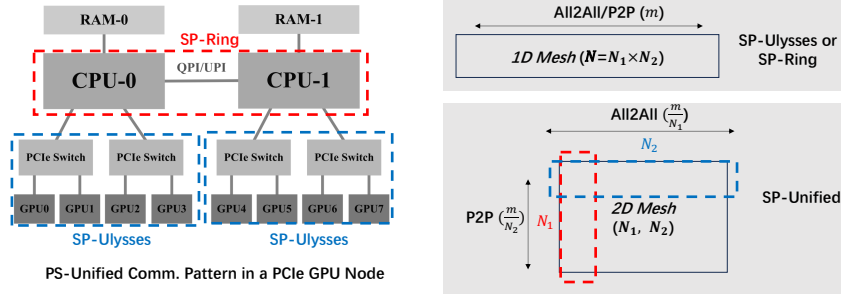 RAM-0
RAM-1
SP-Ring
CPU-0
QPI/UPI
CPU-1
PCIe Switch
PCIe Switch
PCIe Switch
PCIe Switch
GPU0
GPU1
GPU2
GPU3
GPU4
GPU5
GPU6
GPU7
SP-Ulysses
SP-Ulysses
PS-Unified Comm. Pattern in a PCIe GPU Node
All2All/P2P (m)
1D Mesh (N=N₁×N₂)
SP-Ulysses or
SP-Ring
All2All (m/N₁)
N₂
P2P (m/N₂)
N₁
2D Mesh
(N₁, N₂)
SP-Unified